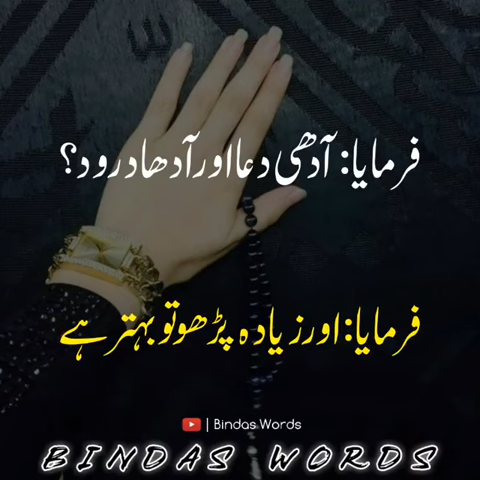 فرمایا: آدھی دعا اور آدھا درود؟
فرمایا: اور زیادہ پڑھو تو بہتر ہے
| Bindas Words
BINDAS WORDS